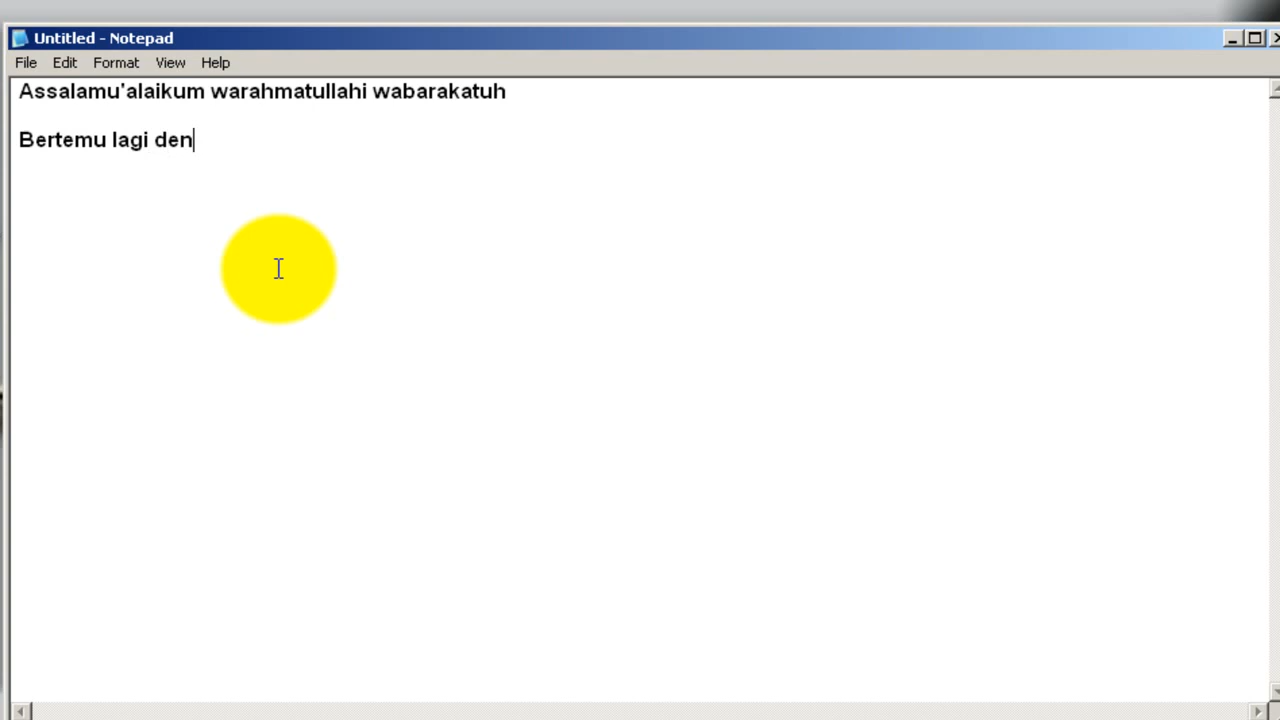 Untitled - Notepad
File Edit Format View Help
Assalamu'alaikum warahmatullahi wabarakatuh
Bertemu lagi den